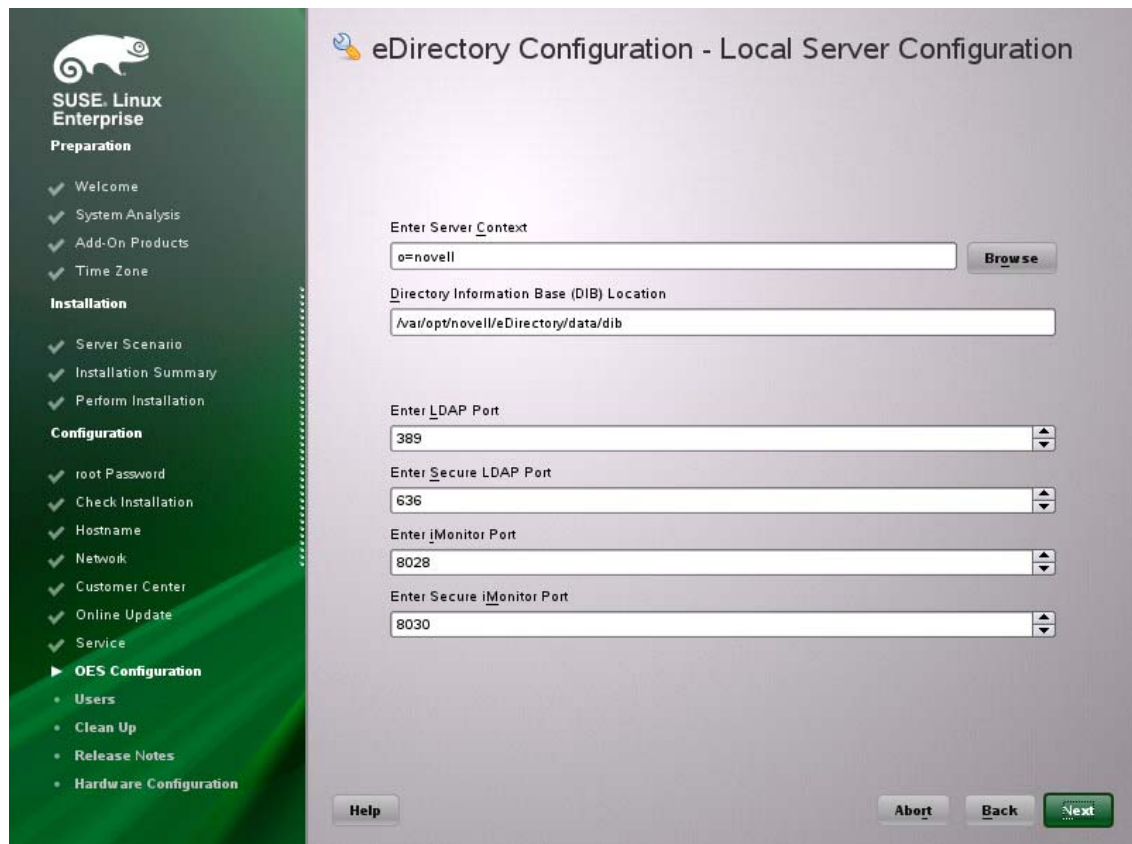 SUSE. Linux
Enterprise
Preparation
Welcome
System Analysis
Add-On Products
Time Zone
Installation
Server Scenario
Installation Summary
Perform Installation
Configuration
root Password
Check Installation
Hostname
Network
Customer Center
Online Update
Service
OES Configuration
Users
Clean Up
Release Notes
Hardware Configuration
eDirectory Configuration - Local Server Configuration
Enter Server Context
o=novell
Browse
Directory Information Base (DIB) Location
/var/opt/novell/eDirectory/data/dib
Enter LDAP Port
389
Enter Secure LDAP Port
636
Enter iMonitor Port
8028
Enter Secure iMonitor Port
8030
Help
Abort
Back
Next